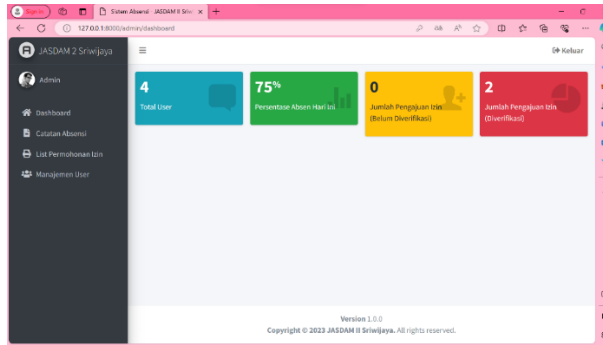 Sign in
Sistem Absensi - JASDAM II Sriwi
127.0.0.1:8000/admin/dashboard
JASDAM 2 Sriwijaya
Keluar
Admin
Dashboard
Catatan Absensi
List Permohonan Izin
Manajemen User
4
Total User
75%
Persentase Absen Hari Ini
0
Jumlah Pengajuan Izin
(Belum Diverifikasi)
2
Jumlah Pengajuan Izin
(Diverifikasi)
Version 1.0.0
Copyright © 2023 JASDAM II Sriwijaya. All rights reserved.